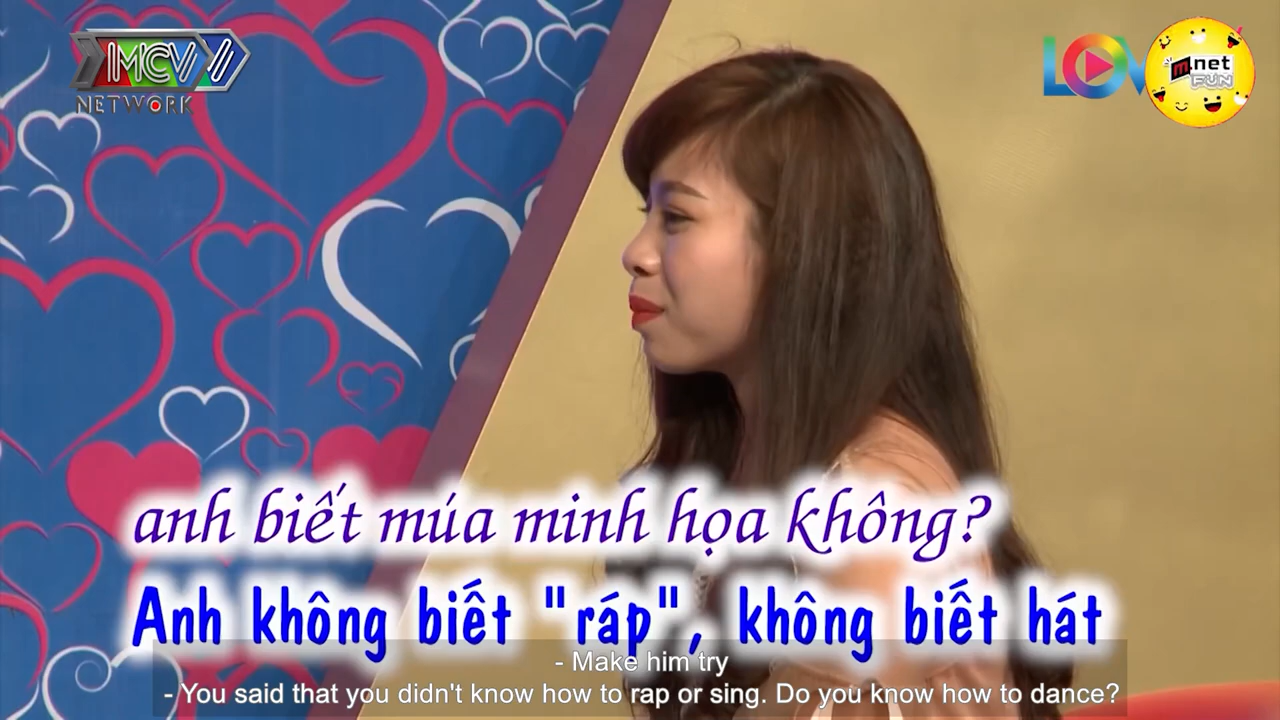 MCV
NETWORK
LOV
mnet
FUN
anh biết múa minh họa không?
Anh không biết "ráp", không biết hát
- Make him try
- You said that you didn't know how to rap or sing. Do you know how to dance?